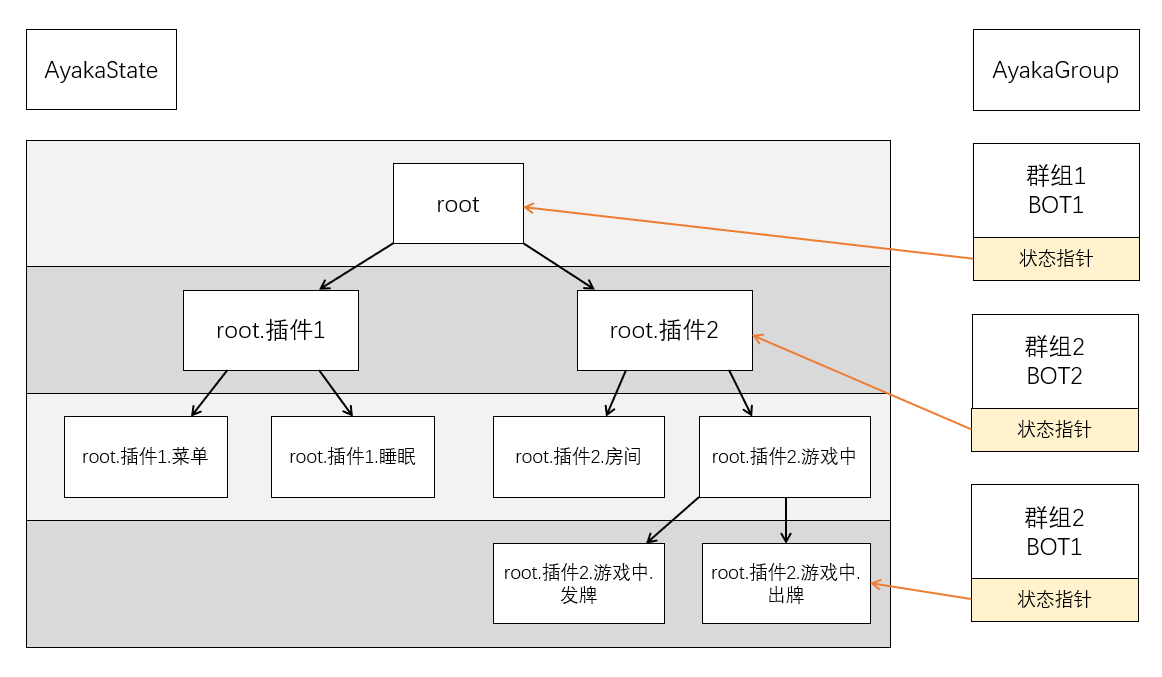 AyakaState
AyakaGroup
root
群组1
BOT1
状态指针
root.插件1
root.插件2
群组2
BOT2
状态指针
root.插件1.菜单
root.插件1.睡眠
root.插件2.房间
root.插件2.游戏中
群组2
BOT1
状态指针
root.插件2.游戏中.
发牌
root.插件2.游戏中.
出牌